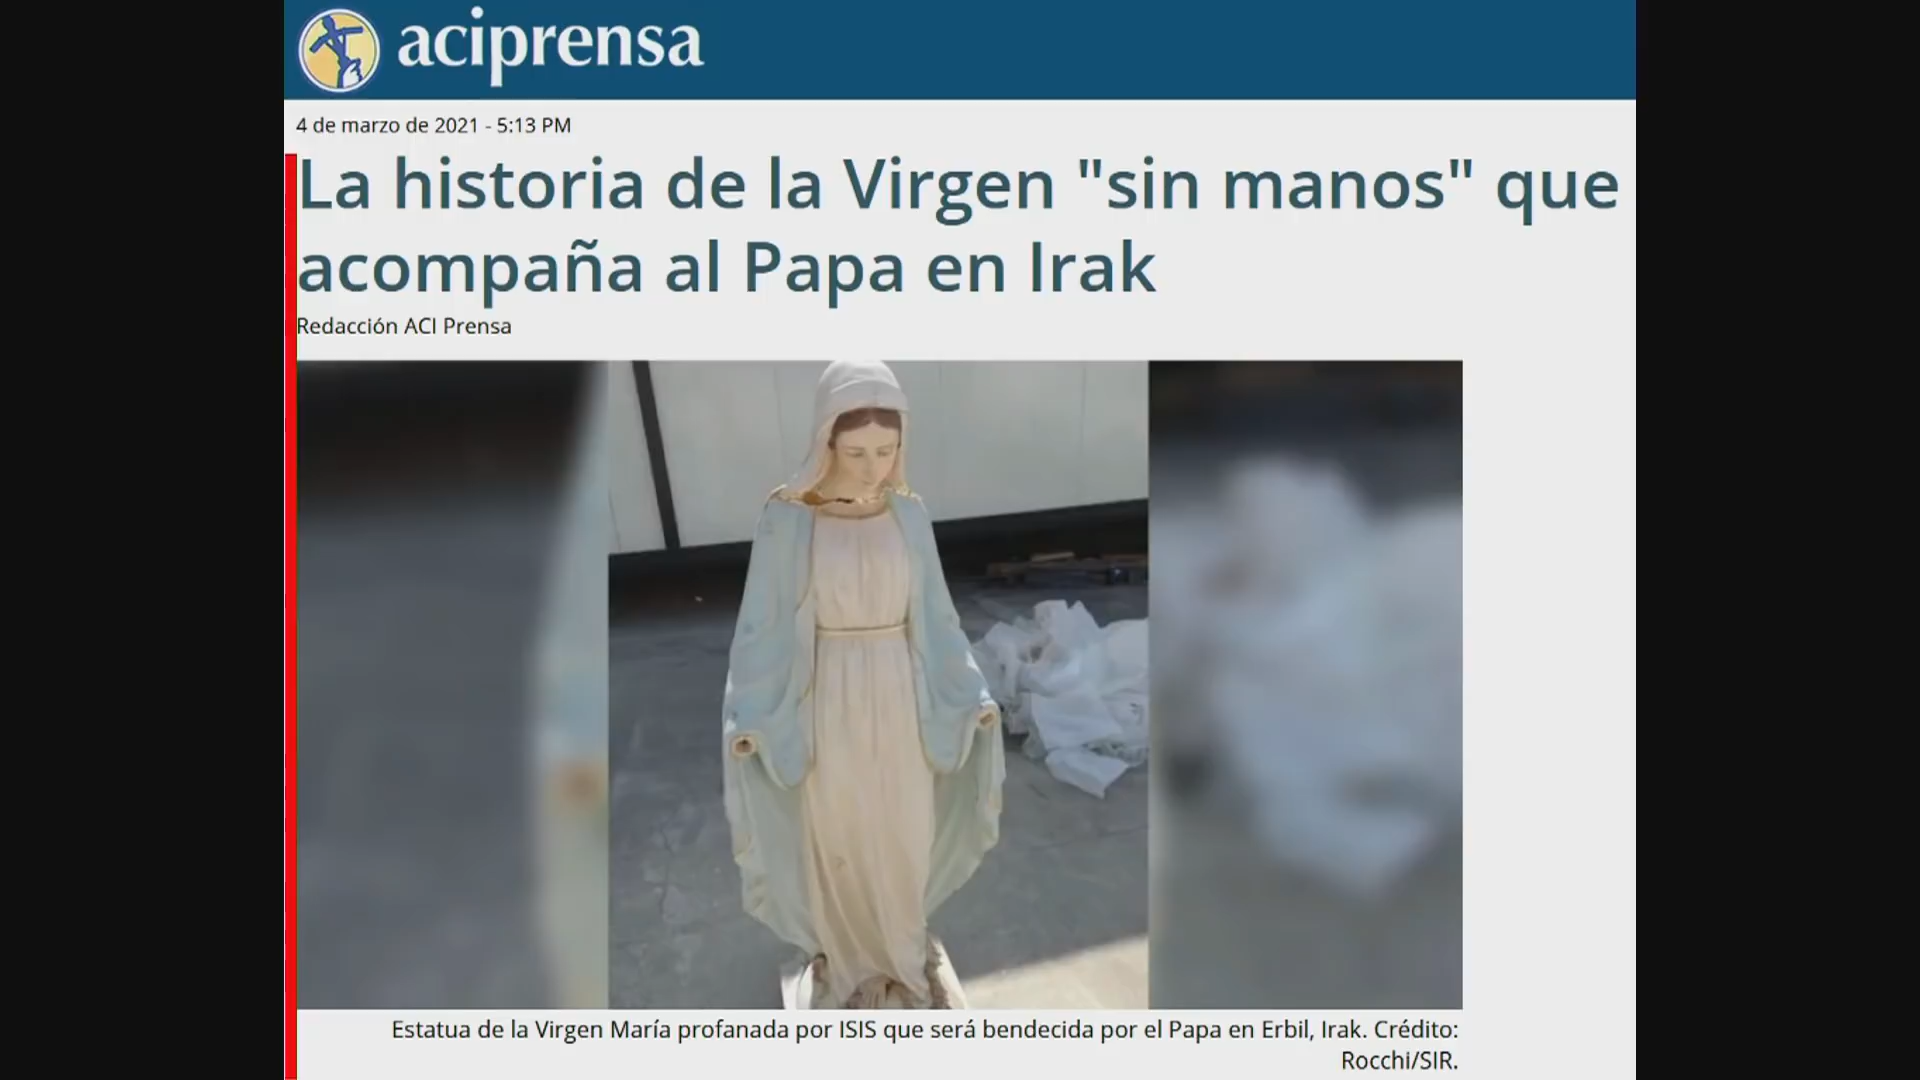 aciprensa
4 de marzo de 2021 - 5:13 PM
La historia de la Virgen "sin manos" que
acompaña al Papa en Irak
Redacción ACI Prensa
Estatua de la Virgen María profanada por ISIS que será bendecida por el Papa en Erbil, Irak. Crédito:
Rocchi/SIR.